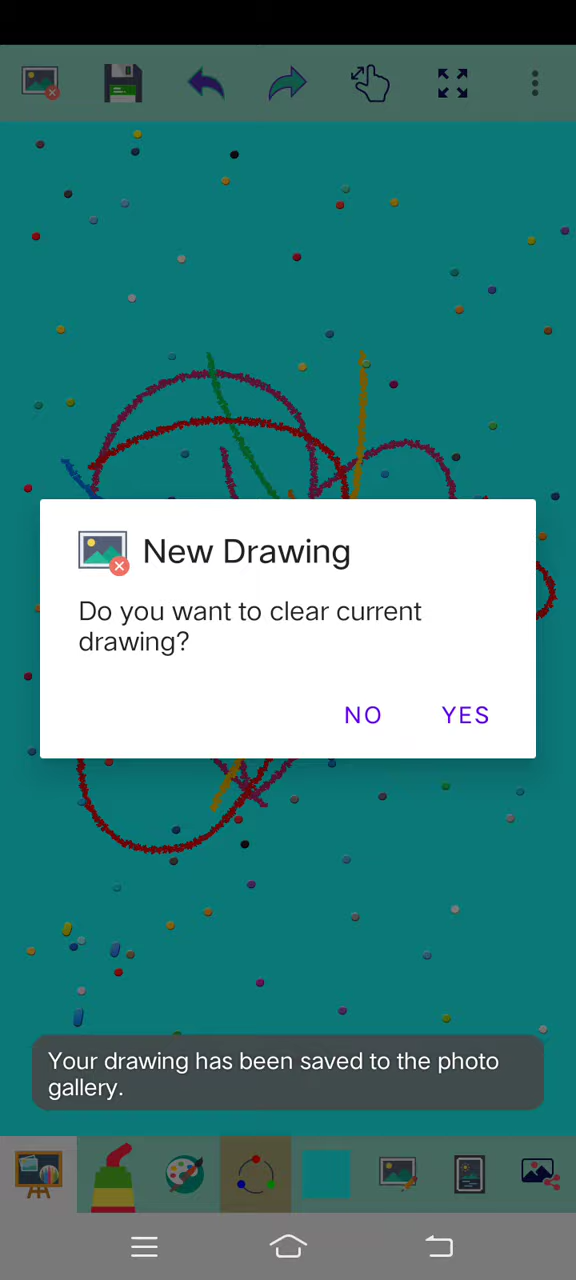 New Drawing
Do you want to clear current
drawing?
NO YES
Your drawing has been saved to the photo
gallery.